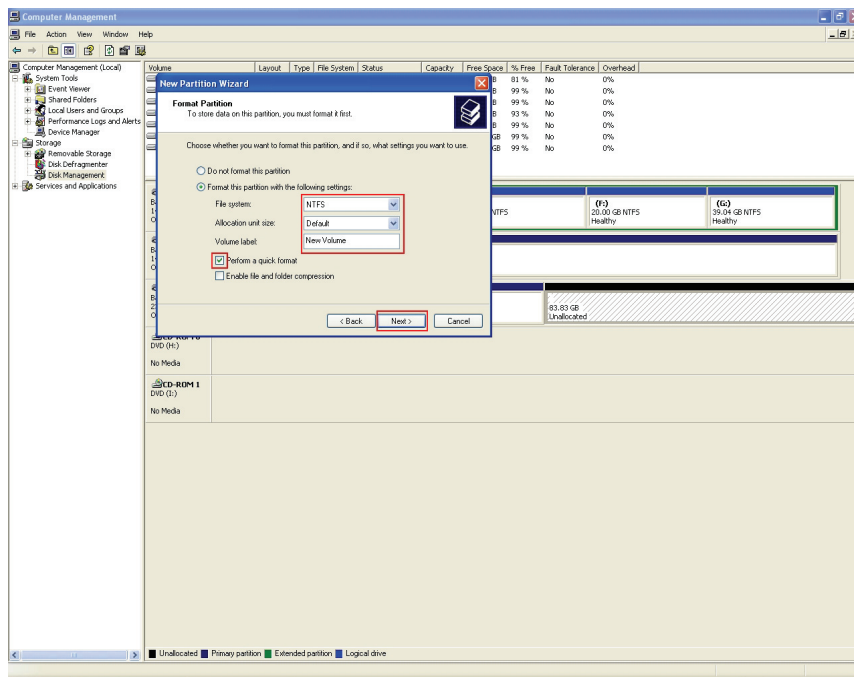 Computer Management
File Action View Window Help
Computer Management (Local)
System Tools
Event Viewer
Shared Folders
Local Users and Groups
Performance Logs and Alerts
Device Manager
Storage
Removable Storage
Disk Defragmenter
Disk Management
Services and Applications
Volume Layout Type File System Status Capacity Free Space % Free Fault Tolerance Overhead
B 81 % No 0%
B 99 % No 0%
B 99 % No 0%
B 93 % No 0%
B 99 % No 0%
GB 99 % No 0%
GB 99 % No 0%
New Partition Wizard
Format Partition
To store data on this partition, you must format it first.
Choose whether you want to format this partition, and if so, what settings you want to use.
Do not format this partition
Format this partition with the following settings:
File system: NTFS
Allocation unit size: Default
Volume label: New Volume
Perform a quick format
Enable file and folder compression
< Back Next > Cancel
NTFS
(F:)
20.00 GB NTFS
Healthy
(G:)
39.04 GB NTFS
Healthy
83.83 GB
Unallocated
DVD (H:)
No Media
CD-ROM 1
DVD (I:)
No Media
Unallocated Primary partition Extended partition Logical drive